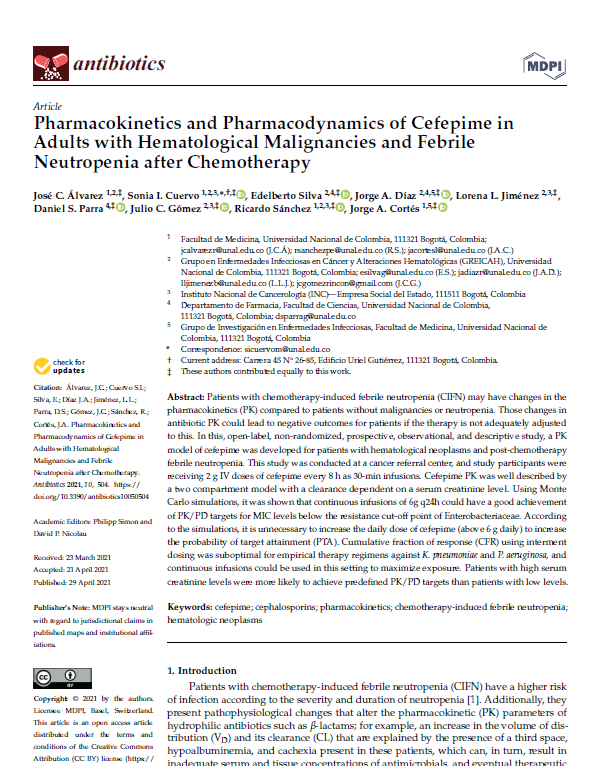 antibiotics
MDPI
Article
Pharmacokinetics and Pharmacodynamics of Cefepime in
Adults with Hematological Malignancies and Febrile
Neutropenia after Chemotherapy
José C. Álvarez 1,2,‡, Sonia I. Cuervo 1,2,3,*,†,‡, Edelberto Silva 2,4,‡, Jorge A. Díaz 2,4,5,‡, Lorena L. Jiménez 2,3,‡,
Daniel S. Parra 4,‡, Julio C. Gómez 2,3,‡, Ricardo Sánchez 1,2,3,‡, Jorge A. Cortés 1,5,‡
1 Facultad de Medicina, Universidad Nacional de Colombia, 111321 Bogotá, Colombia;
jcalvarezr@unal.edu.co (J.C.Á); rsanchezpe@unal.edu.co (R.S.); jacortesl@unal.edu.co (J.A.C.)
2 Grupo en Enfermedades Infecciosas en Cáncer y Alteraciones Hematológicas (GREICAH), Universidad
Nacional de Colombia, 111321 Bogotá, Colombia; esilvag@unal.edu.co (E.S.); jadiazr@unal.edu.co (J.A.D.);
lljimenezb@unal.edu.co (L.L.J.); jcgomezrincon@gmail.com (J.C.G.)
3 Instituto Nacional de Cancerología (INC)—Empresa Social del Estado, 111511 Bogotá, Colombia
4 Departamento de Farmacia, Facultad de Ciencias, Universidad Nacional de Colombia,
111321 Bogotá, Colombia; dsparrag@unal.edu.co
5 Grupo de Investigación en Enfermedades Infecciosas, Facultad de Medicina, Universidad Nacional de
Colombia, 111321 Bogotá, Colombia
* Correspondence: sicuervom@unal.edu.co
† Current address: Carrera 45 Nº 26-85, Edificio Uriel Gutiérrez, 111321 Bogotá, Colombia.
‡ These authors contributed equally to this work.
check for
updates
Citation: Álvarez, J.C.; Cuervo S.I.;
Silva, E.; Díaz J.A.; Jiménez, L.L.;
Parra, D.S.; Gómez, J.C.; Sánchez, R.;
Cortés, J.A. Pharmacokinetics and
Pharmacodynamics of Cefepime in
Adults with Hematological
Malignancies and Febrile
Neutropenia after Chemotherapy.
Antibiotics 2021, 10, 504. https://
doi.org/10.3390/antibiotics10050504
Academic Editors: Philipp Simon and
David P. Nicolau
Received: 23 March 2021
Accepted: 21 April 2021
Published: 29 April 2021
Publisher's Note: MDPI stays neutral
with regard to jurisdictional claims in
published maps and institutional affil-
iations.
CC BY
Copyright: © 2021 by the authors.
Licensee MDPI, Basel, Switzerland.
This article is an open access article
distributed under the terms and
conditions of the Creative Commons
Attribution (CC BY) license (https://
Abstract: Patients with chemotherapy-induced febrile neutropenia (CIFN) may have changes in the
pharmacokinetics (PK) compared to patients without malignancies or neutropenia. Those changes in
antibiotic PK could lead to negative outcomes for patients if the therapy is not adequately adjusted
to this. In this, open-label, non-randomized, prospective, observational, and descriptive study, a PK
model of cefepime was developed for patients with hematological neoplasms and post-chemotherapy
febrile neutropenia. This study was conducted at a cancer referral center, and study participants were
receiving 2 g IV doses of cefepime every 8 h as 30-min infusions. Cefepime PK was well described by
a two compartment model with a clearance dependent on a serum creatinine level. Using Monte
Carlo simulations, it was shown that continuous infusions of 6g q24h could have a good achievement
of PK/PD targets for MIC levels below the resistance cut-off point of Enterobacteriaceae. According
to the simulations, it is unnecessary to increase the daily dose of cefepime (above 6 g daily) to increase
the probability of target attainment (PTA). Cumulative fraction of response (CFR) using interment
dosing was suboptimal for empirical therapy regimens against K. pneumoniae and P. aeruginosa, and
continuous infusions could be used in this setting to maximize exposure. Patients with high serum
creatinine levels were more likely to achieve predefined PK/PD targets than patients with low levels.
Keywords: cefepime; cephalosporins; pharmacokinetics; chemotherapy-induced febrile neutropenia;
hematologic neoplasms
1. Introduction
Patients with chemotherapy-induced febrile neutropenia (CIFN) have a higher risk
of infection according to the severity and duration of neutropenia [1]. Additionally, they
present pathophysiological changes that alter the pharmacokinetic (PK) parameters of
hydrophilic antibiotics such as β-lactams; for example, an increase in the volume of dis-
tribution (VD) and its clearance (CL) that are explained by the presence of a third space,
hypoalbuminemia, and cachexia present in these patients, which can, in turn, result in
inadequate serum and tissue concentrations of antimicrobials, and eventual therapeutic